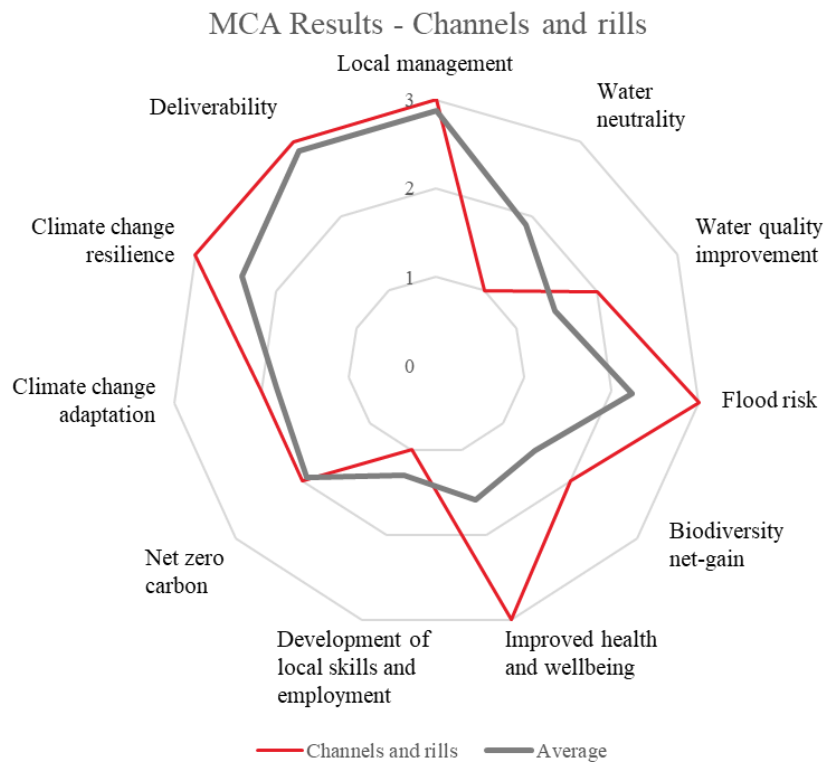 MCA Results - Channels and rills
Local management
Deliverability
Water
neutrality
3
2
1
0
Climate change
resilience
Water quality
improvement
Climate change
adaptation
Flood risk
Net zero
carbon
Biodiversity
net-gain
Development of
local skills and
employment
Improved health
and wellbeing
Channels and rills
Average